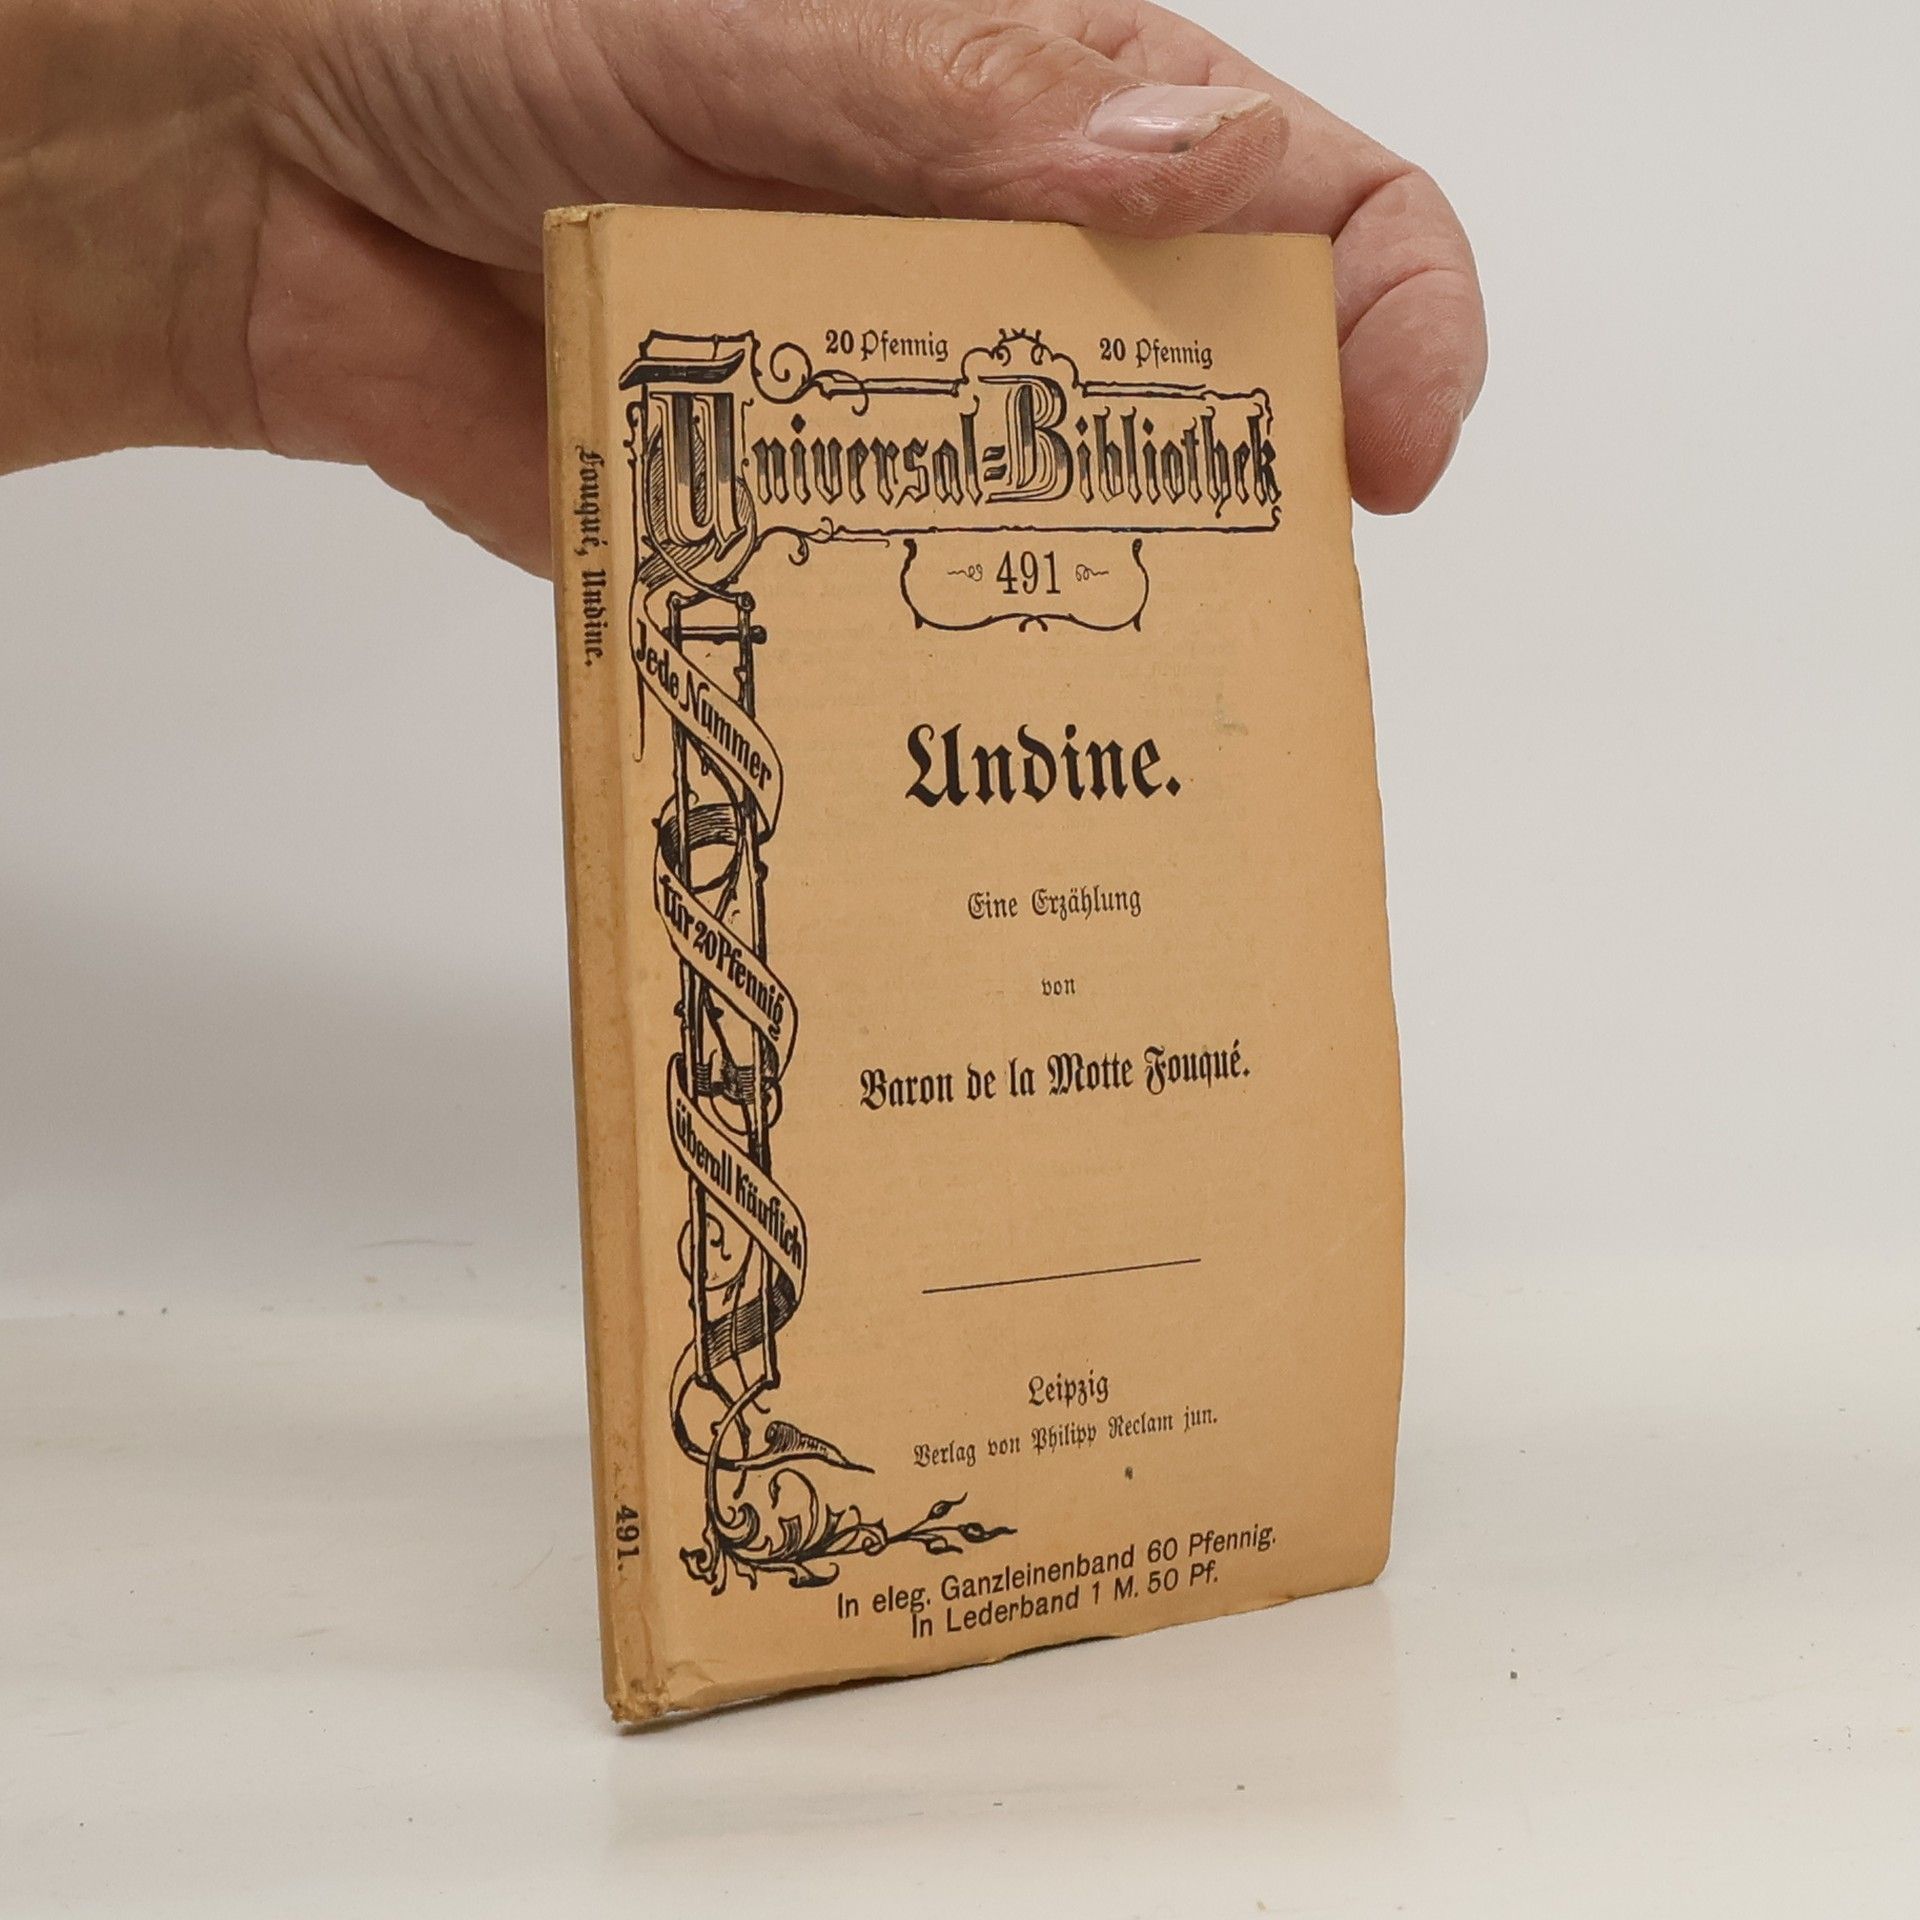 20 Pfennig 20 Pfennig
Universal=Bibliothek
491
Jede Nummer
für 20 Pfennig
überall käuflich
Undine.
Eine Erzählung
von
Baron de la Motte Fouqué.
Leipzig
Verlag von Philipp Reclam jun.
In eleg. Ganzleinenband 60 Pfennig.
In Lederband 1 M. 50 Pf.
Fouqué, Undine.
491.